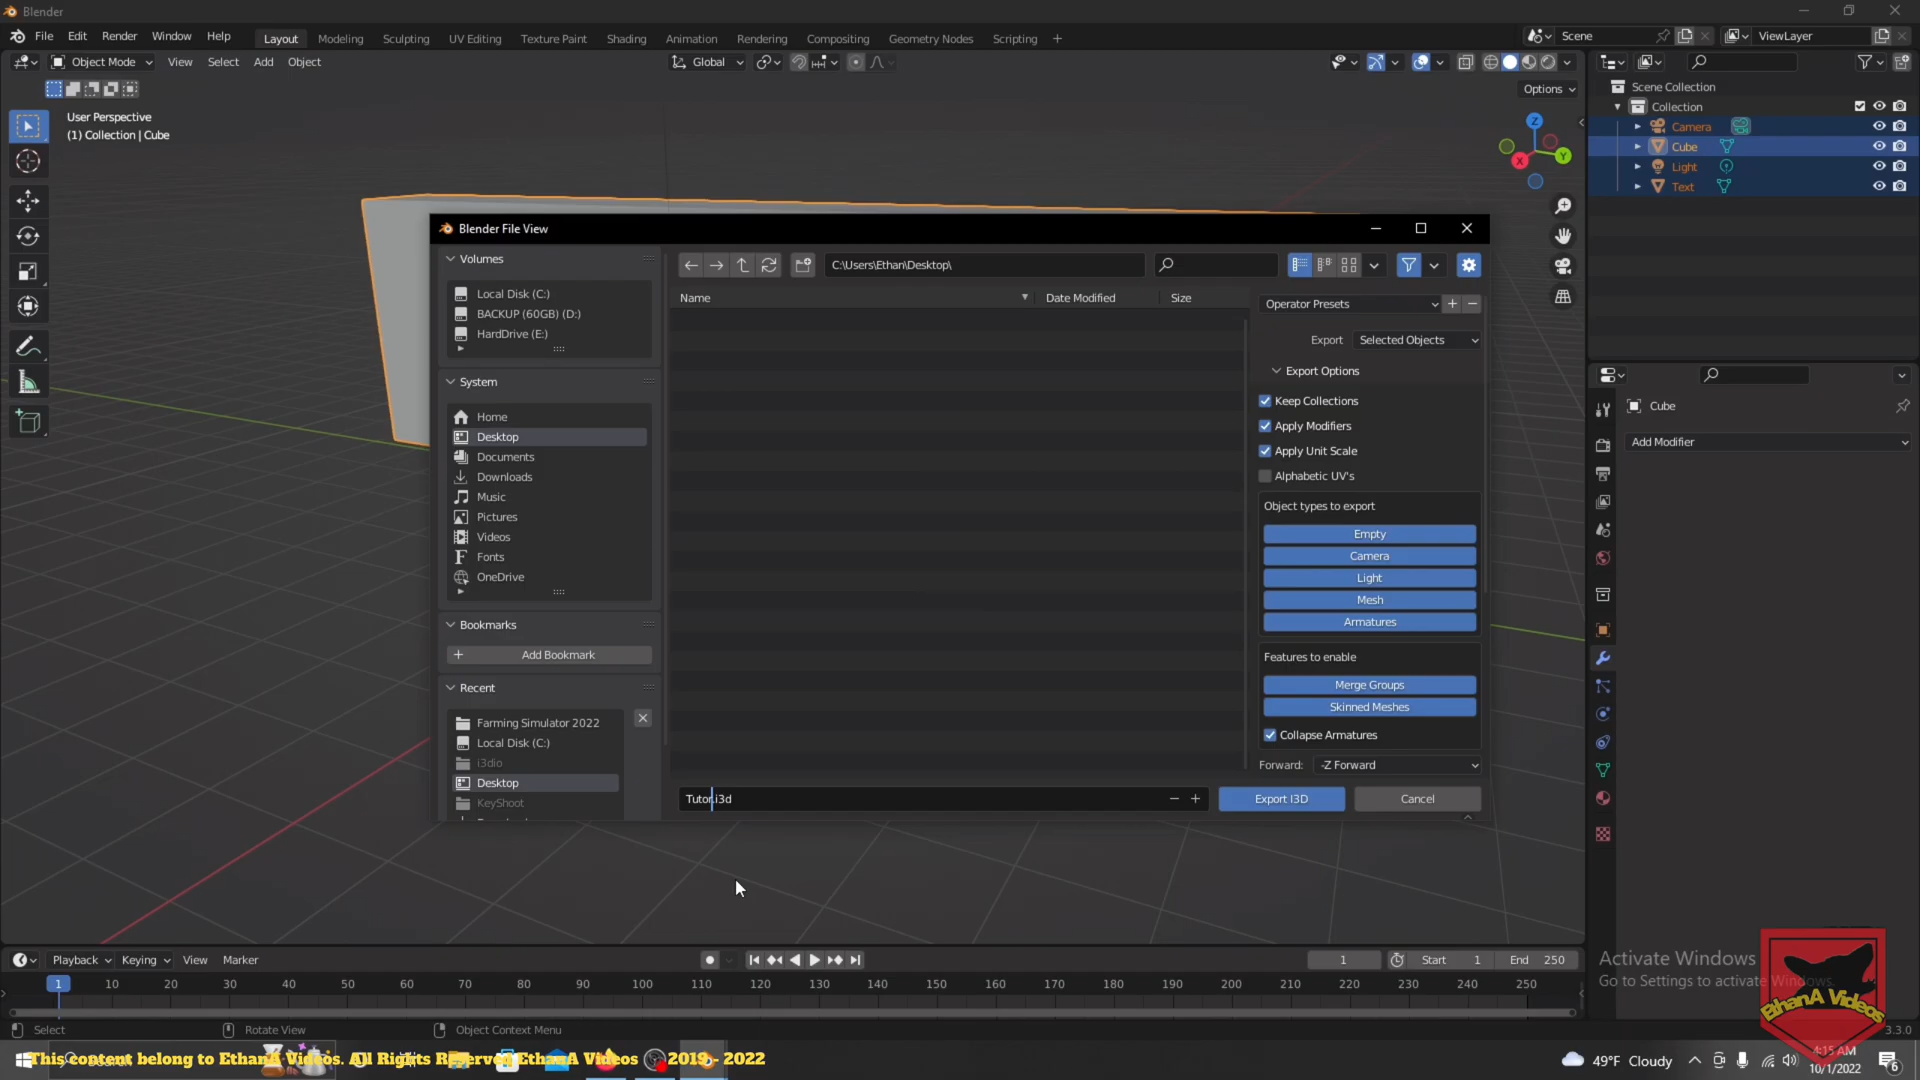 Blender
File Edit Render Window Help Layout Modeling Sculpting UV Editing Texture Paint Shading Animation Rendering Compositing Geometry Nodes Scripting + Scene ViewLayer
Object Mode View Select Add Object Global
Options
User Perspective
(1) Collection | Cube
Z
Y
X
Scene Collection
Collection
Camera
Cube
Light
Text
Blender File View
Volumes
Local Disk (C:)
BACKUP (60GB) (D:)
HardDrive (E:)
System
Home
Desktop
Documents
Downloads
Music
Pictures
Videos
Fonts
OneDrive
Bookmarks
Add Bookmark
Recent
Farming Simulator 2022
Local Disk (C:)
i3dio
Desktop
KeyShoot
C:\Users\Ethan\Desktop\
Name Date Modified Size
Operator Presets
Export Selected Objects
Export Options
Keep Collections
Apply Modifiers
Apply Unit Scale
Alphabetic UV's
Object types to export
Empty
Camera
Light
Mesh
Armatures
Features to enable
Merge Groups
Skinned Meshes
Collapse Armatures
Forward: -Z Forward
Tutor.i3d
Export I3D Cancel
Cube
Add Modifier
Playback Keying View Marker 1 Start 1 End 250
1 10 20 30 40 50 60 70 80 90 100 110 120 130 140 150 160 170 180 190 200 210 220 230 240 250
Select Rotate View Object Context Menu 3.3.0
Activate Windows
Go to Settings to activate Windows.
EthanA Videos
This content belong to EthanA Videos. All Rights Reserved EthanA Videos 2019 - 2022
49°F Cloudy
4:15 AM
10/1/2022
6